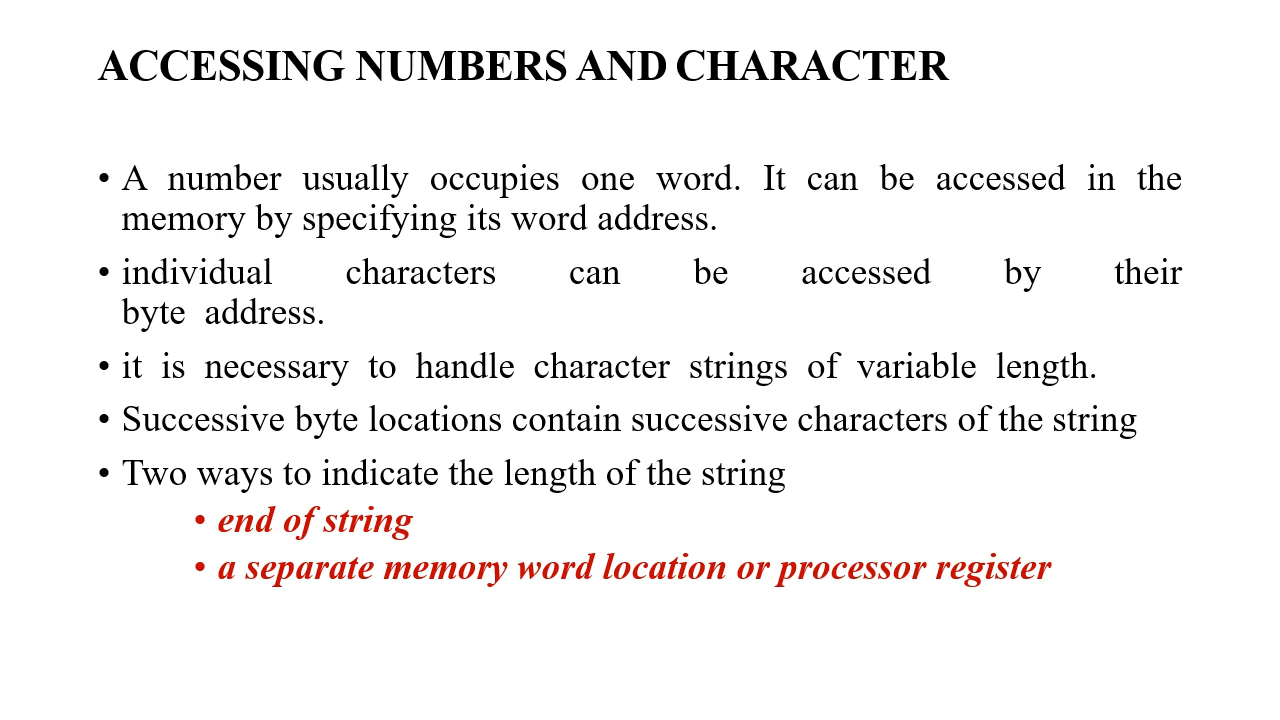 ACCESSING NUMBERS AND CHARACTER
• A number usually occupies one word. It can be accessed in the
memory by specifying its word address.
• individual characters can be accessed by their
byte address.
• it is necessary to handle character strings of variable length.
• Successive byte locations contain successive characters of the string
• Two ways to indicate the length of the string
• end of string
• a separate memory word location or processor register